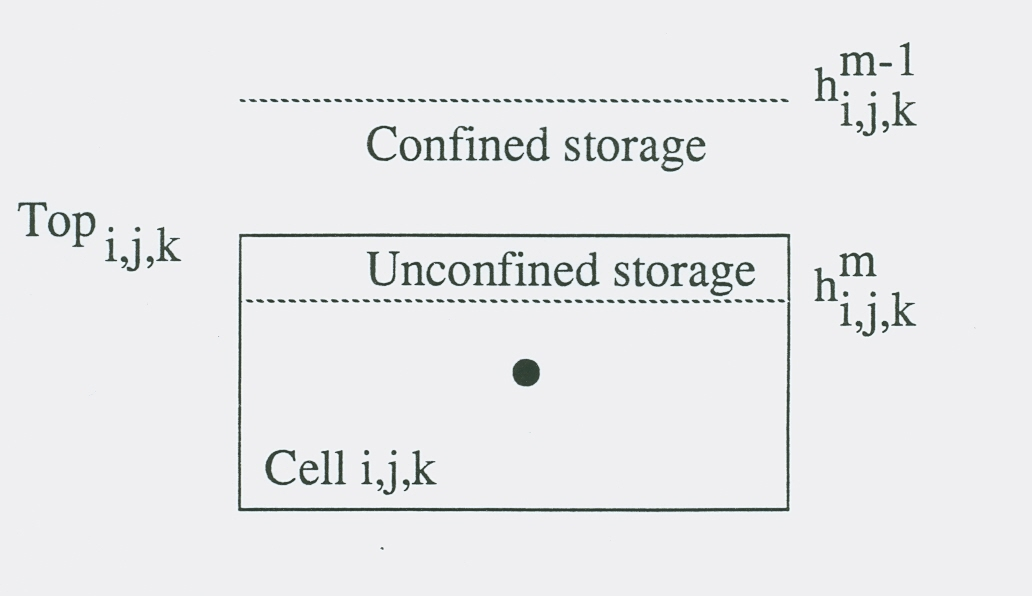 h^{m-1}_{i,j,k}
Confined storage
Top_{i,j,k}
Unconfined storage
h^{m}_{i,j,k}
Cell i,j,k